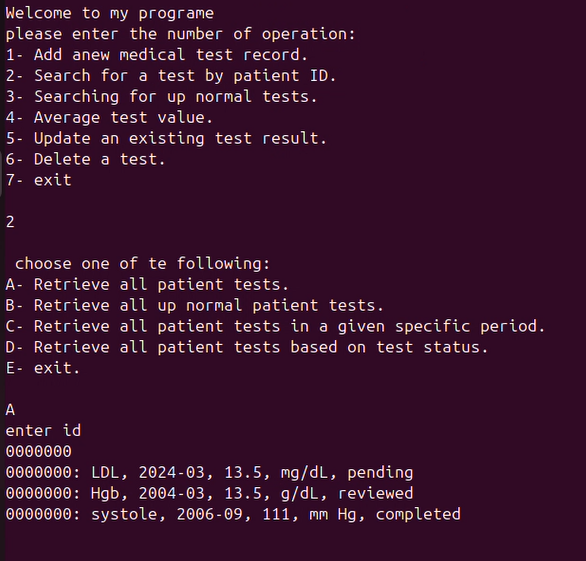 Welcome to my programe
please enter the number of operation:
1- Add anew medical test record.
2- Search for a test by patient ID.
3- Searching for up normal tests.
4- Average test value.
5- Update an existing test result.
6- Delete a test.
7- exit
2
choose one of te following:
A- Retrieve all patient tests.
B- Retrieve all up normal patient tests.
C- Retrieve all patient tests in a given specific period.
D- Retrieve all patient tests based on test status.
E- exit.
A
enter id
0000000
0000000: LDL, 2024-03, 13.5, mg/dL, pending
0000000: Hgb, 2004-03, 13.5, g/dL, reviewed
0000000: systole, 2006-09, 111, mm Hg, completed